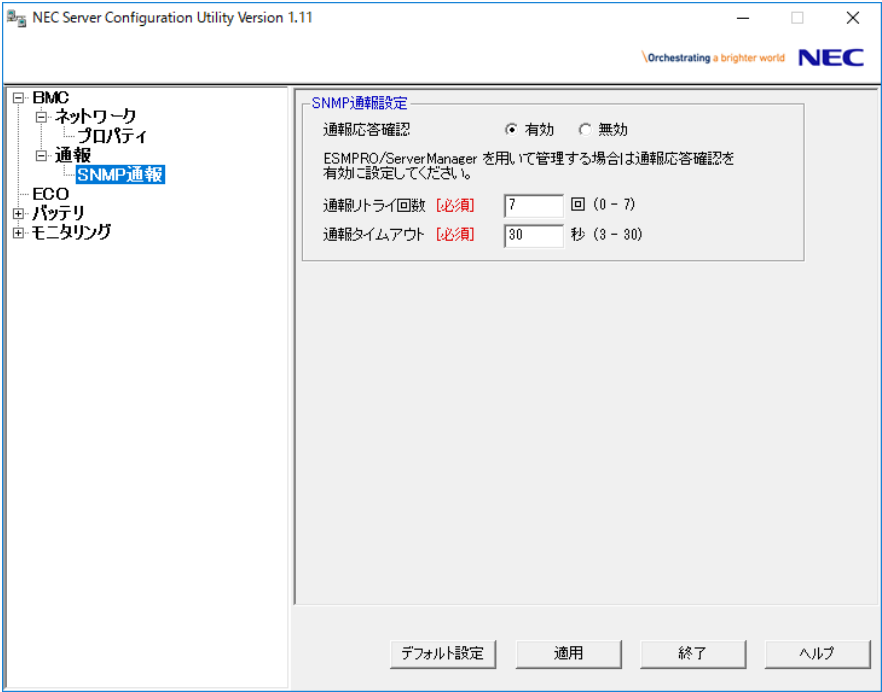 NEC Server Configuration Utility Version 1.11
\Orchestrating a brighter world NEC
BMC
ネットワーク
プロパティ
通報
SNMP通報
ECO
バッテリ
モニタリング
SNMP通報設定
通報応答確認 有効 無効
ESMPRO/ServerManager を用いて管理する場合は通報応答確認を
有効に設定してください。
通報リトライ回数 [必須] 7 回 (0 - 7)
通報タイムアウト [必須] 30 秒 (3 - 30)
デフォルト設定 適用 終了 ヘルプ